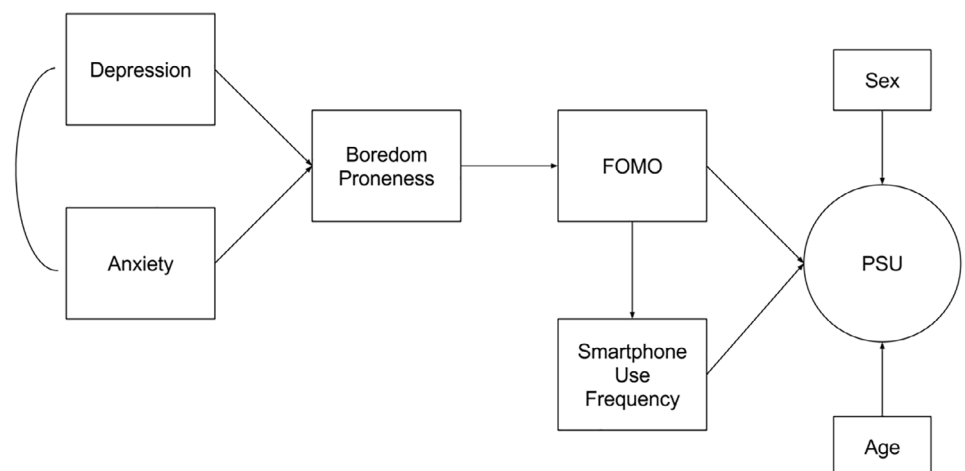 Depression
Anxiety
Boredom
Proneness
FOMO
Smartphone
Use
Frequency
Sex
PSU
Age